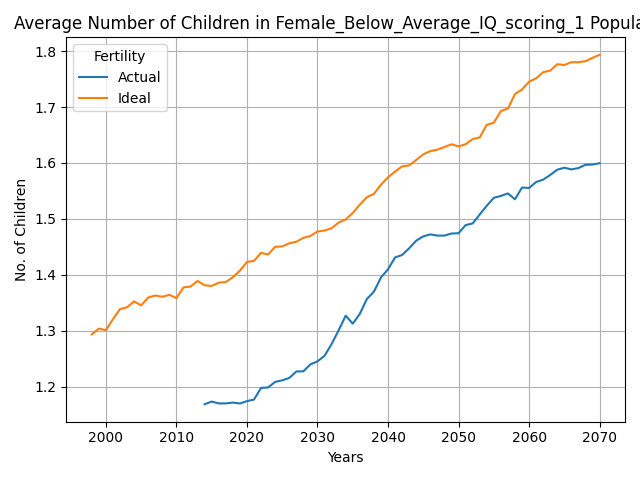 Average Number of Children in Female_Below_Average_IQ_scoring_1 Popula
Fertility
Actual
Ideal
No. of Children
1.8
1.7
1.6
1.5
1.4
1.3
1.2
2000 2010 2020 2030 2040 2050 2060 2070
Years